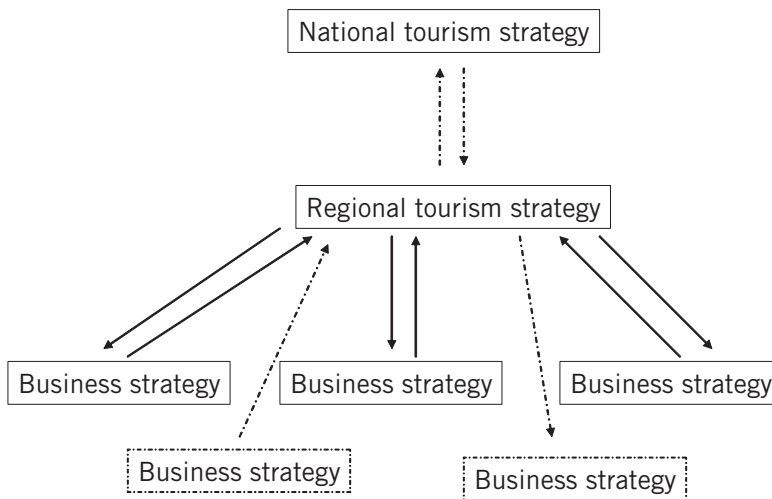 National tourism strategy
Regional tourism strategy
Business strategy
Business strategy
Business strategy
Business strategy
Business strategy